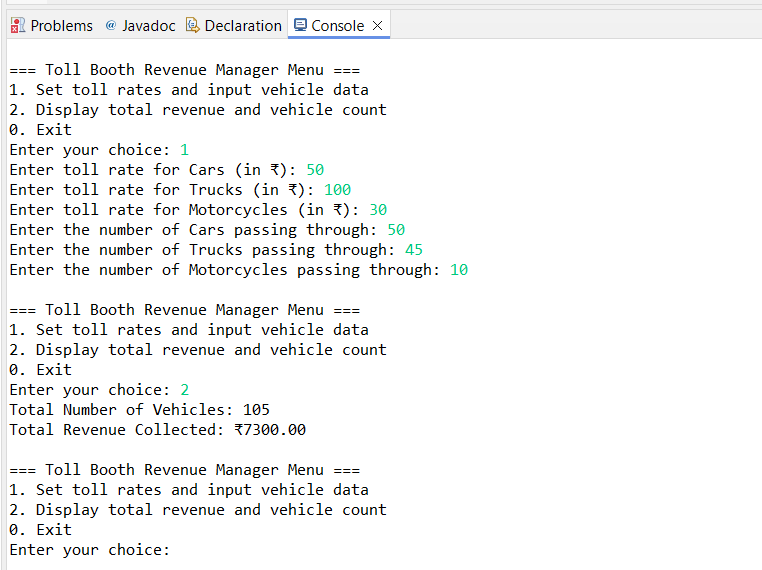 Problems @ Javadoc Declaration Console
=== Toll Booth Revenue Manager Menu ===
1. Set toll rates and input vehicle data
2. Display total revenue and vehicle count
0. Exit
Enter your choice: 1
Enter toll rate for Cars (in ₹): 50
Enter toll rate for Trucks (in ₹): 100
Enter toll rate for Motorcycles (in ₹): 30
Enter the number of Cars passing through: 50
Enter the number of Trucks passing through: 45
Enter the number of Motorcycles passing through: 10
=== Toll Booth Revenue Manager Menu ===
1. Set toll rates and input vehicle data
2. Display total revenue and vehicle count
0. Exit
Enter your choice: 2
Total Number of Vehicles: 105
Total Revenue Collected: ₹7300.00
=== Toll Booth Revenue Manager Menu ===
1. Set toll rates and input vehicle data
2. Display total revenue and vehicle count
0. Exit
Enter your choice: